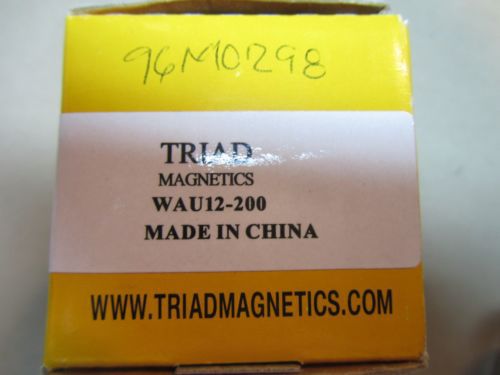 96M0298
TRIAD
MAGNETICS
WAU12-200
MADE IN CHINA
WWW.TRIADMAGNETICS.COM